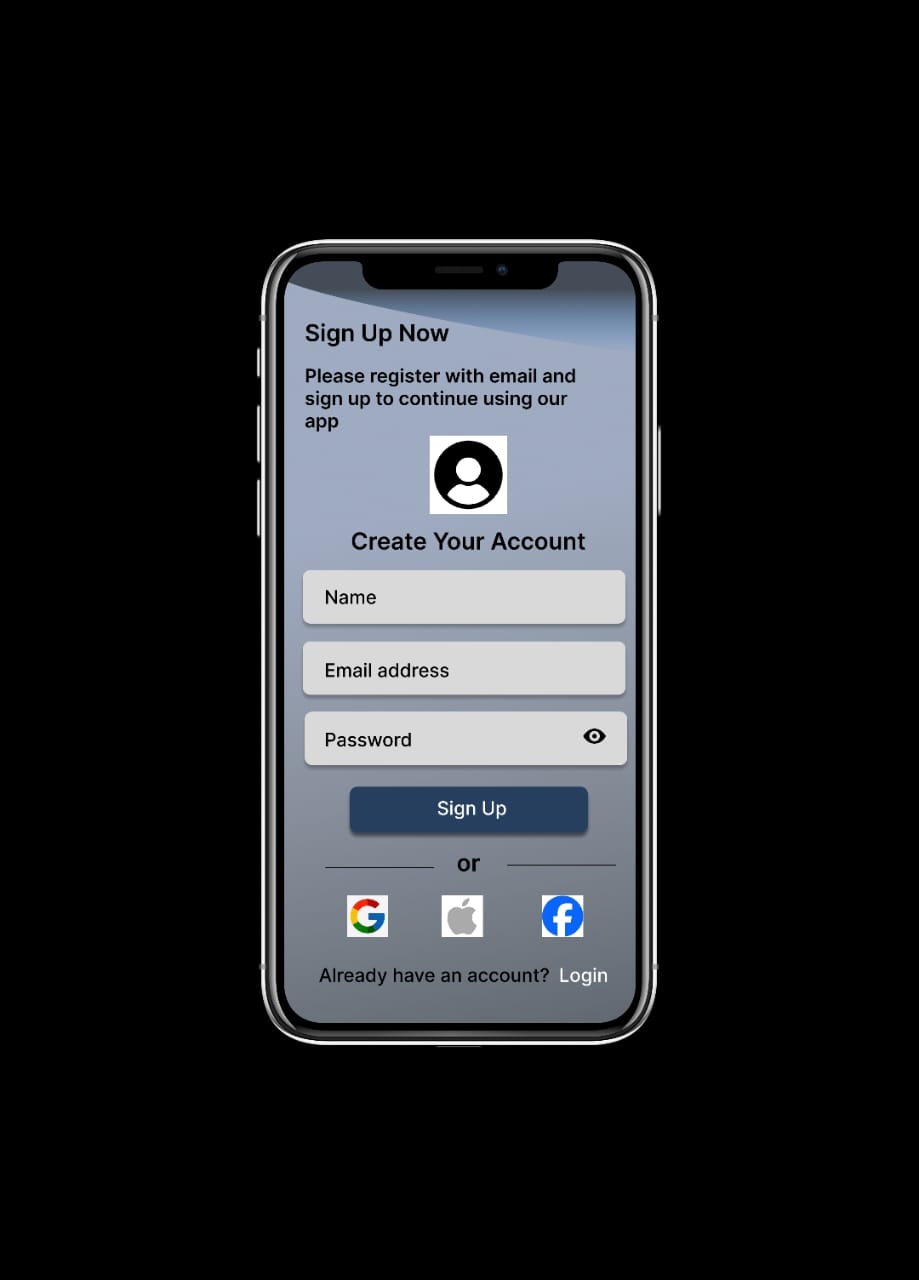 Sign Up Now
Please register with email and
sign up to continue using our
app
Create Your Account
Name
Email address
Password
Sign Up
or
Already have an account? Login